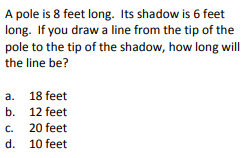 A pole is 8 feet long.  Its shadow is 6 feet
long.  If you draw a line from the tip of the
pole to the tip of the shadow, how long will
the line be?
a. 18 feet
b. 12 feet
c. 20 feet
d. 10 feet